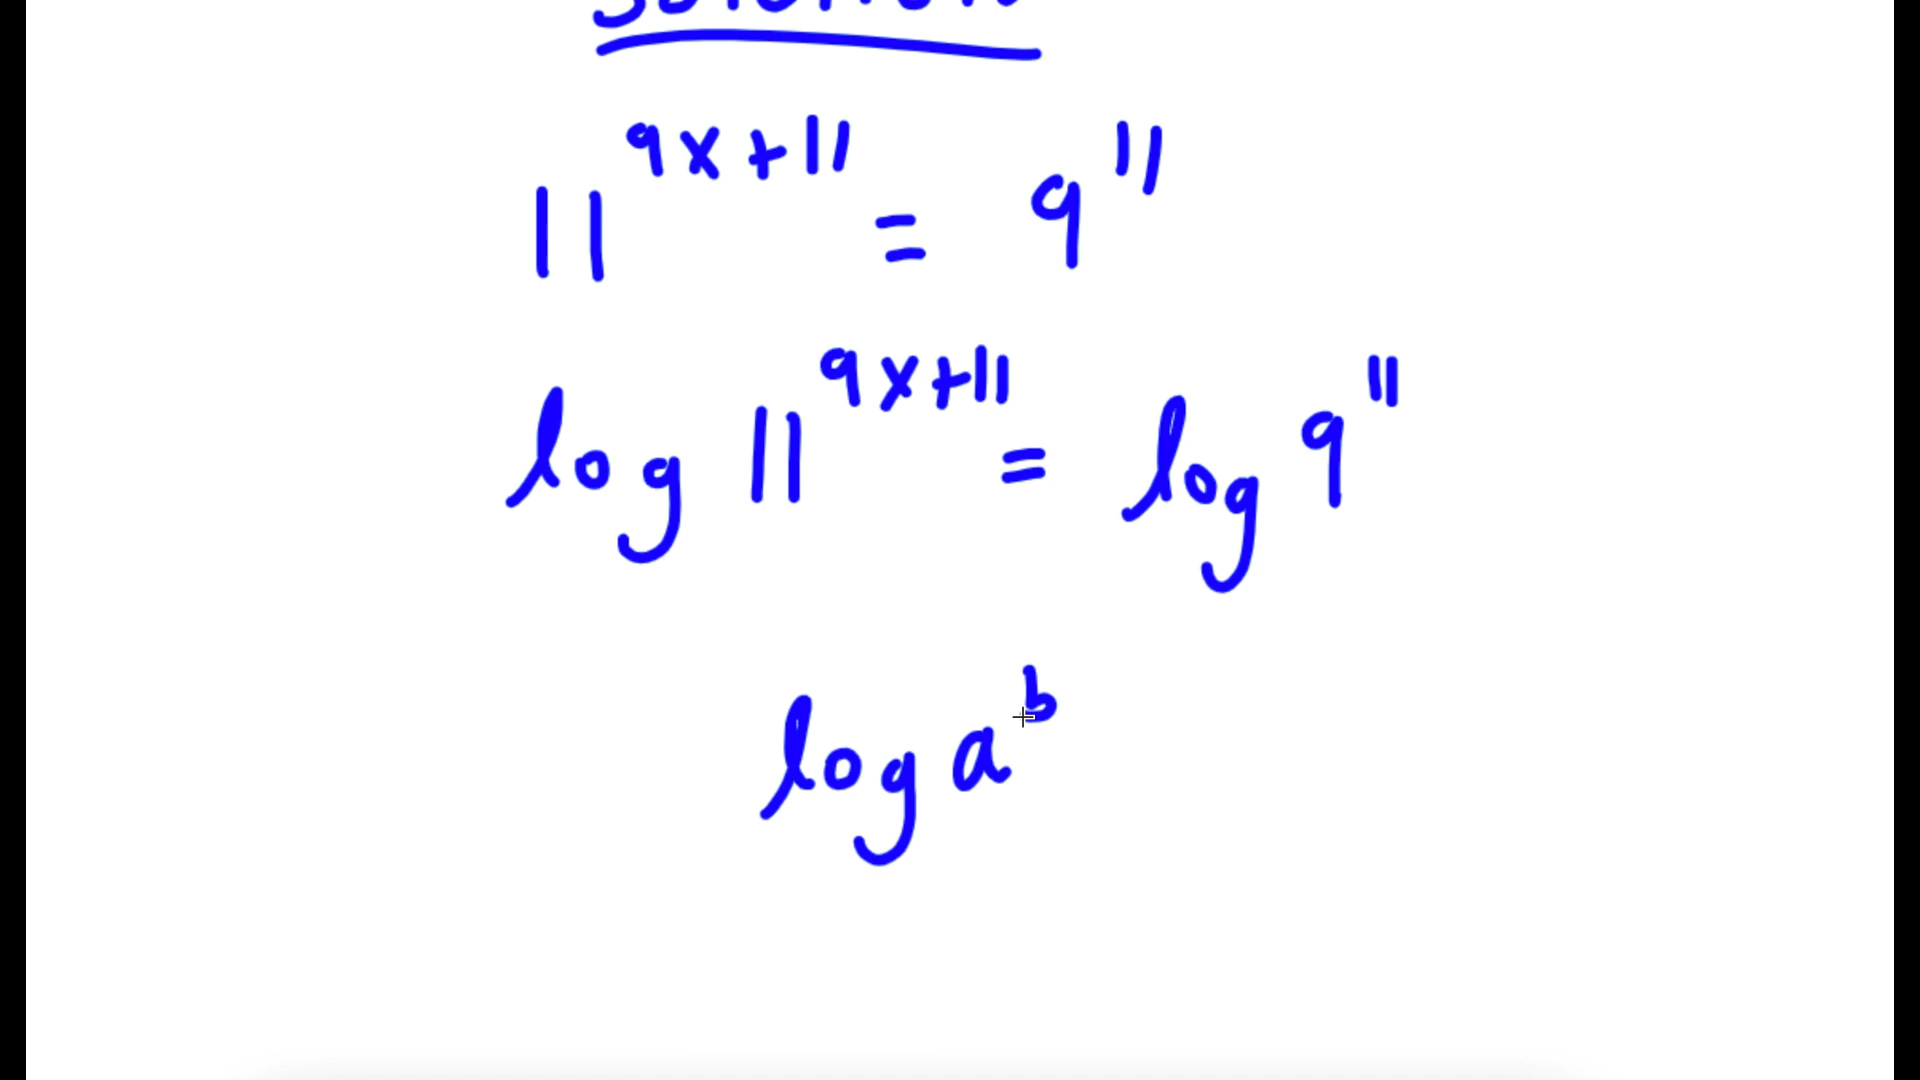 11^{9x+11} = 9^{11}
log 11^{9x+11} = log 9^{11}
log a^b